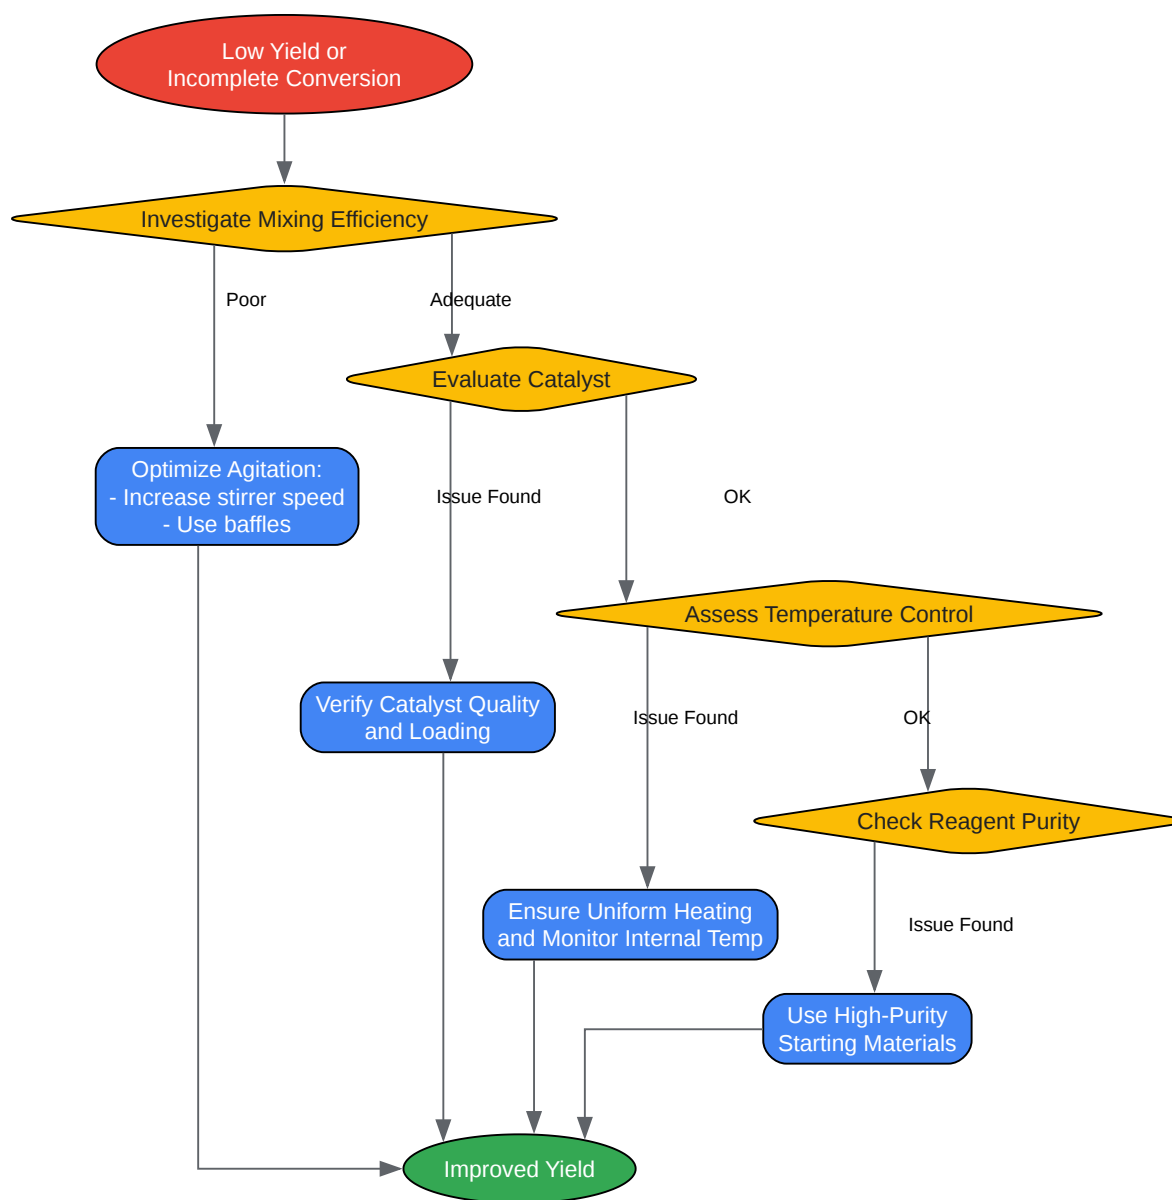 Low Yield or
Incomplete Conversion
Investigate Mixing Efficiency
Poor
Adequate
Evaluate Catalyst
Optimize Agitation:
- Increase stirrer speed
- Use baffles
Issue Found
OK
Assess Temperature Control
Verify Catalyst Quality
and Loading
Issue Found
OK
Check Reagent Purity
Ensure Uniform Heating
and Monitor Internal Temp
Issue Found
Use High-Purity
Starting Materials
Improved Yield